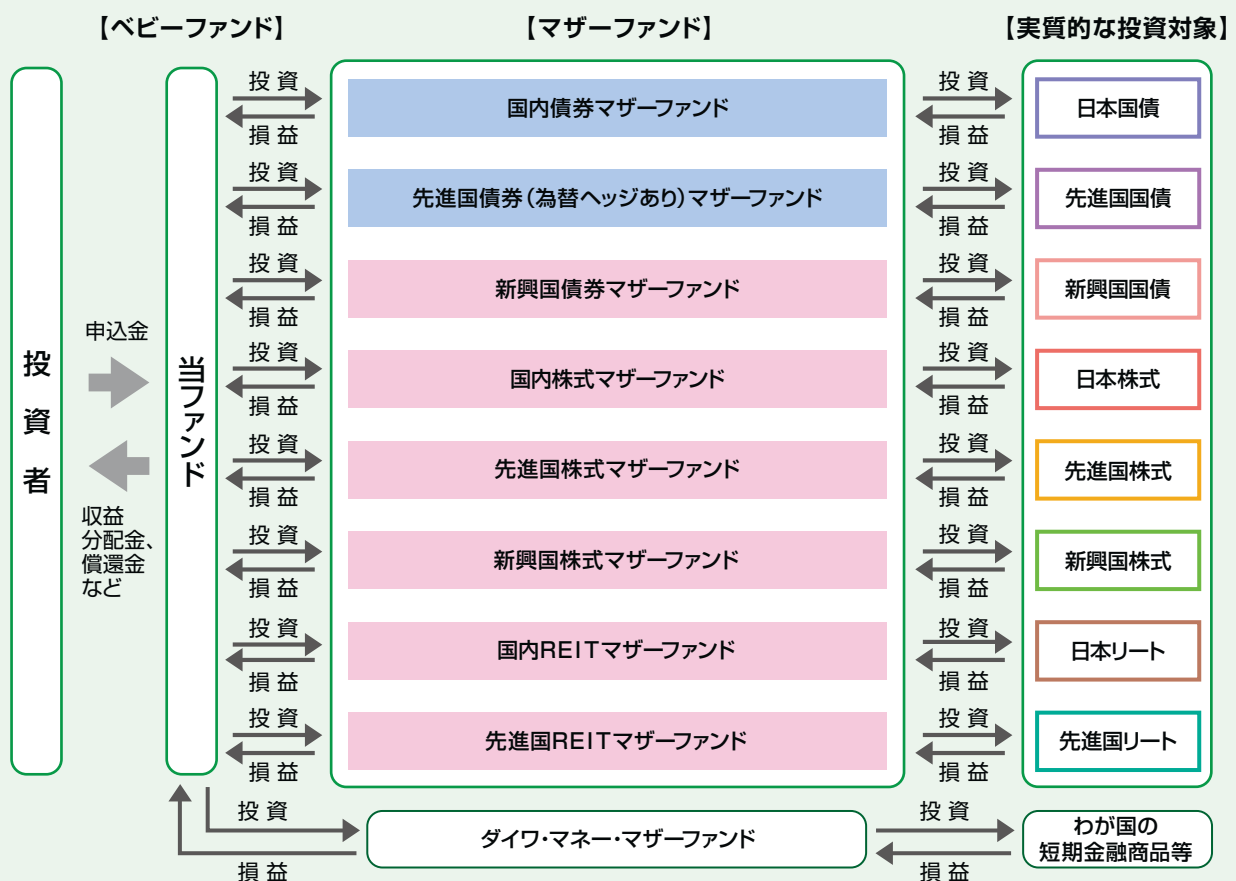 【ベビーファンド】
【マザーファンド】
【実質的な投資対象】
投資者
申込金
収益
分配金、
償還金
など
当ファンド
投 資
損 益
国内債券マザーファンド
投 資
損 益
日本国債
投 資
損 益
先進国債券(為替ヘッジあり)マザーファンド
投 資
損 益
先進国国債
投 資
損 益
新興国債券マザーファンド
投 資
損 益
新興国国債
投 資
損 益
国内株式マザーファンド
投 資
損 益
日本株式
投 資
損 益
先進国株式マザーファンド
投 資
損 益
先進国株式
投 資
損 益
新興国株式マザーファンド
投 資
損 益
新興国株式
投 資
損 益
国内REITマザーファンド
投 資
損 益
日本リート
投 資
損 益
先進国REITマザーファンド
投 資
損 益
先進国リート
投 資
損 益
ダイワ・マネー・マザーファンド
投 資
損 益
わが国の
短期金融商品等